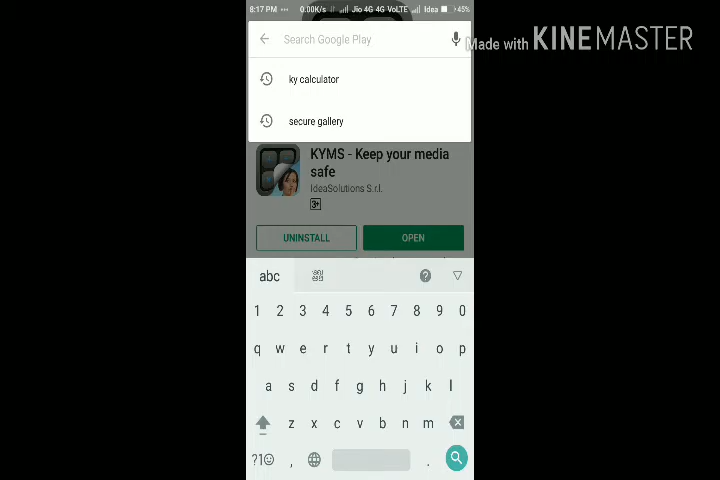 8:17 PM ... 0.00K/s Jio 4G 4G VoLTE Idea 45%
Made with KINEMASTER
Search Google Play
ky calculator
secure gallery
KYMS - Keep your media
safe
IdeaSolutions S.r.l.
3+
UNINSTALL OPEN
abc
1 2 3 4 5 6 7 8 9 0
q w e r t y u i o p
a s d f g h j k l
z x c v b n m
?1 , .